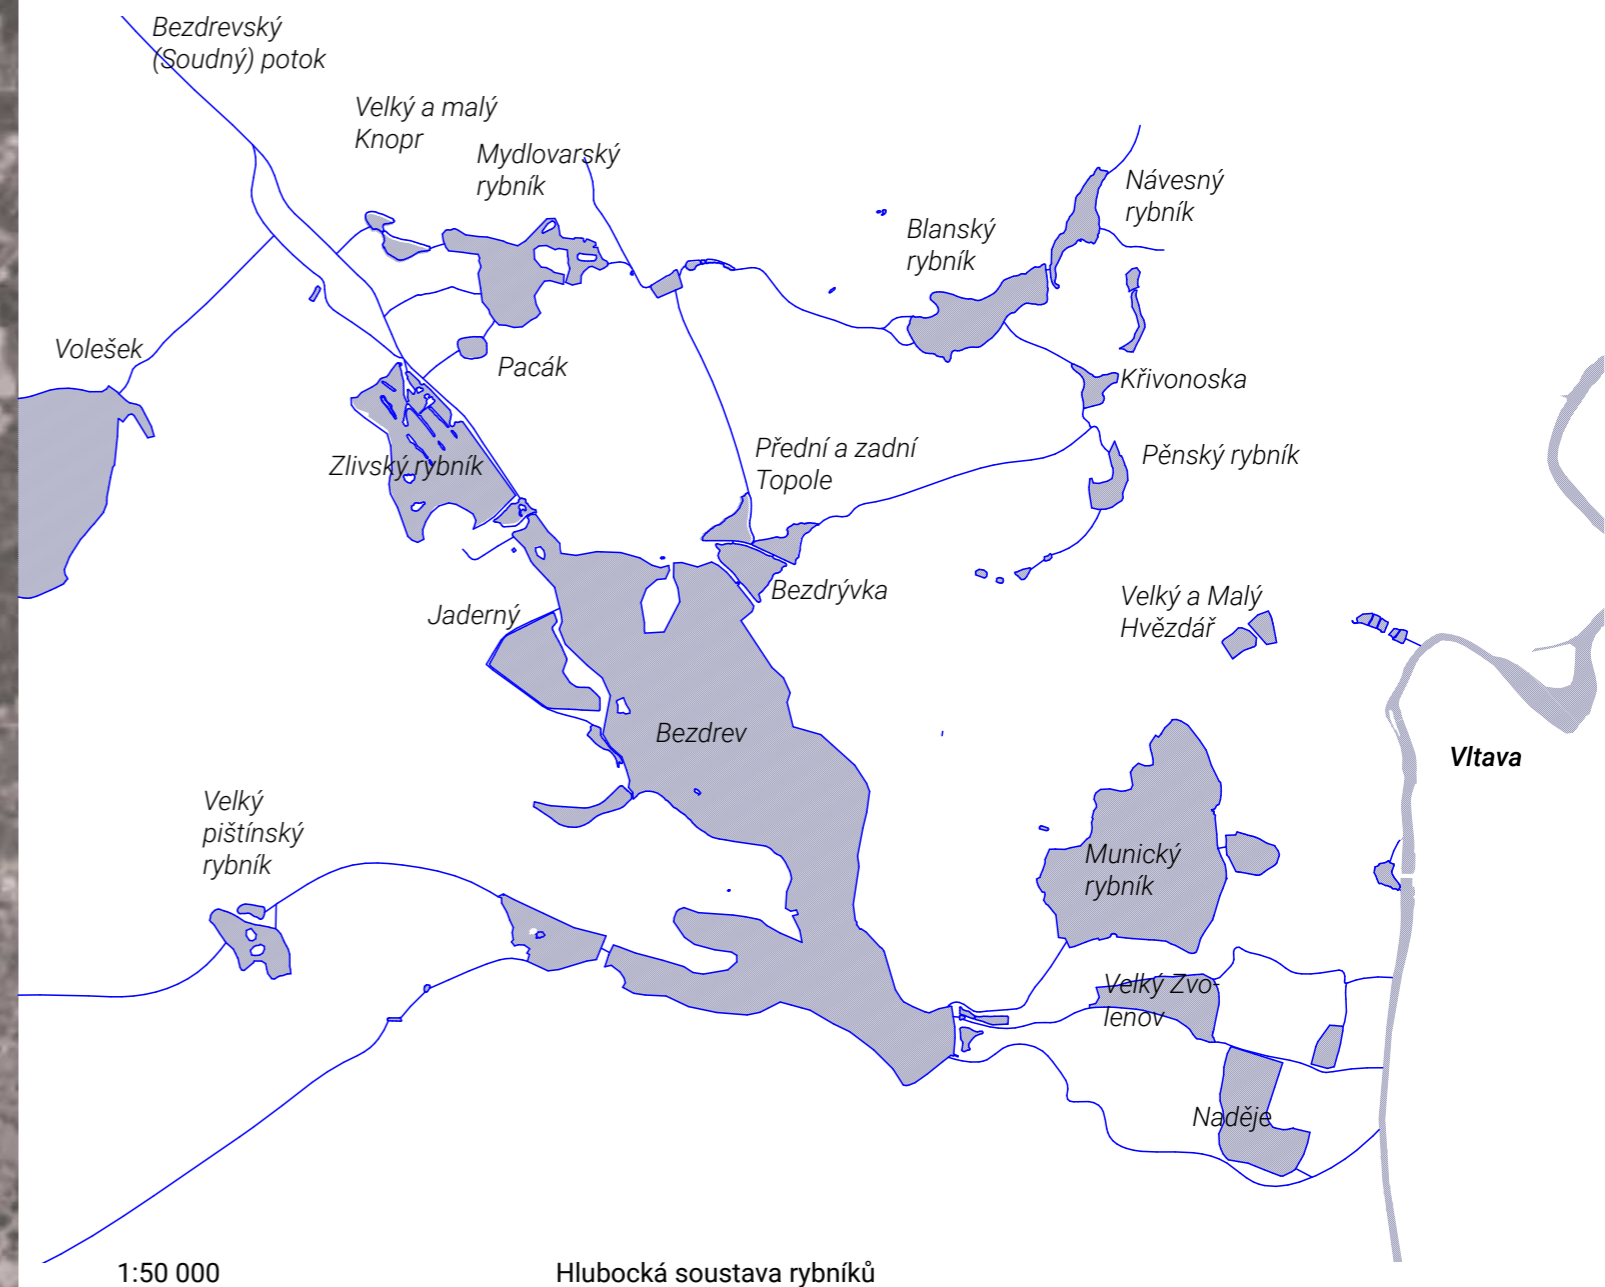 Bezdrevský
(Soudný) potok
Velký a malý
Knopr
Mydlovarský
rybník
Návesný
rybník
Blanský
rybník
Volešek
Pacák
Křivonoska
Zlivský rybník
Přední a zadní
Topole
Pěnský rybník
Bezdrývka
Velký a Malý
Hvězdář
Jaderný
Bezdrev
Vltava
Velký
pištínský
rybník
Munický
rybník
Velký Zvo-
lenov
Naděje
1:50 000
Hlubocká soustava rybníků